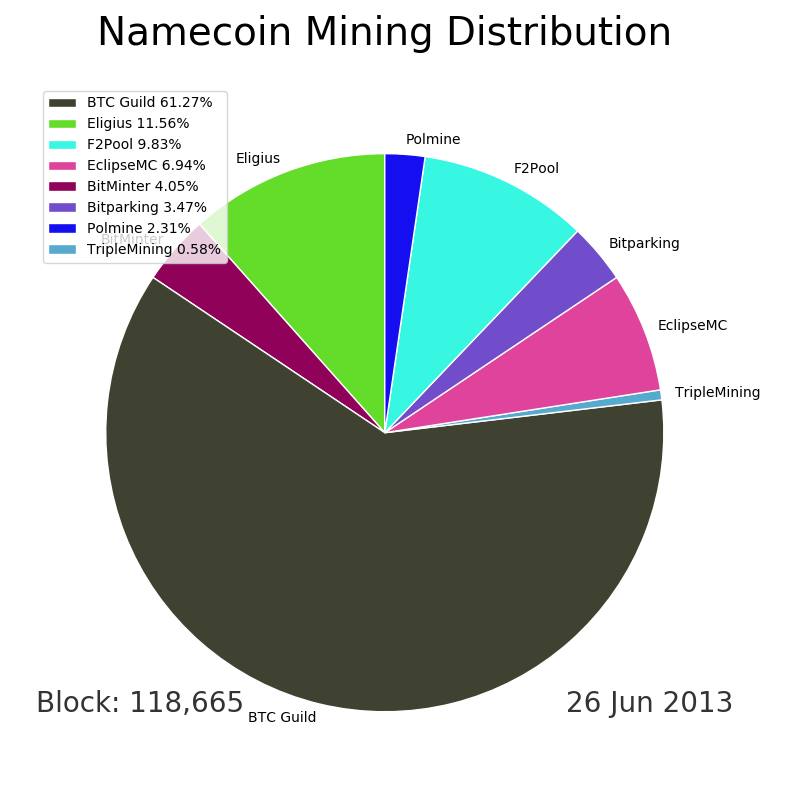 Namecoin Mining Distribution
BTC Guild 61.27%
Eligius 11.56%
F2Pool 9.83%
EclipseMC 6.94%
BitMinter 4.05%
Bitparking 3.47%
Polmine 2.31%
TripleMining 0.58%
Polmine
Eligius
F2Pool
BitMinter
Bitparking
EclipseMC
TripleMining
BTC Guild
Block: 118,665
26 Jun 2013